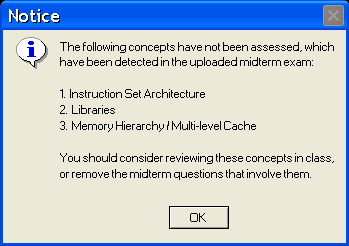 Notice
The following concepts have not been assessed, which
have been detected in the uploaded midterm exam:
1. Instruction Set Architecture
2. Libraries
3. Memory Hierarchy / Multi-level Cache
You should consider reviewing these concepts in class,
or remove the midterm questions that involve them.
OK